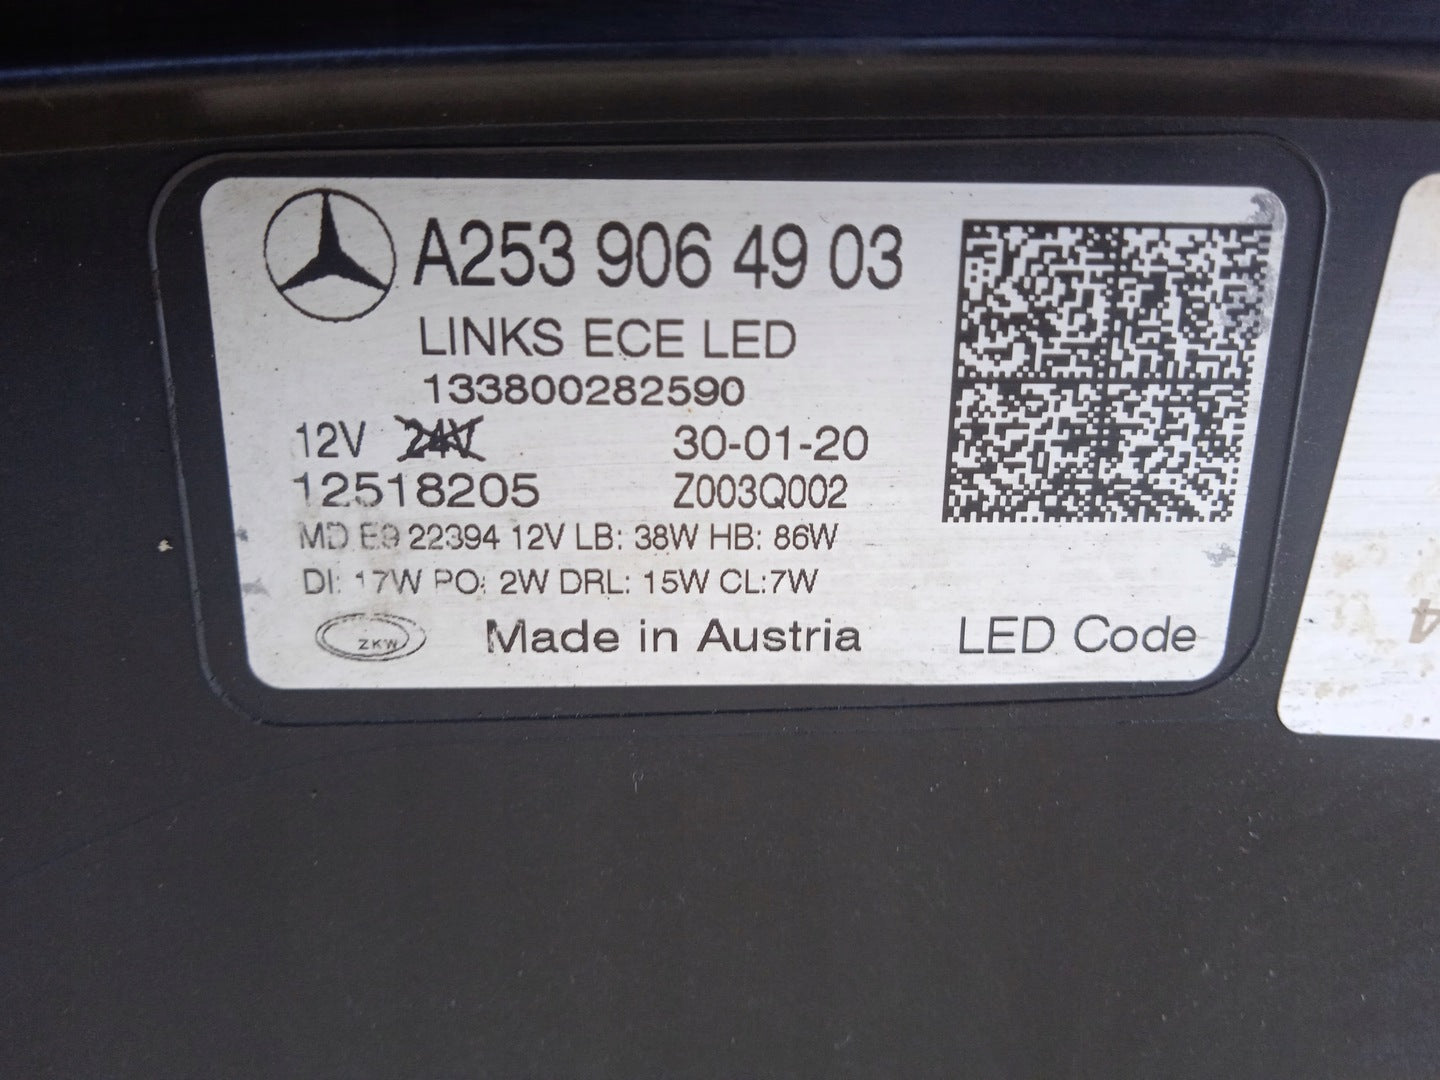 A253 906 49 03
LINKS ECE LED
133800282590
12V 24V 30-01-20
12518205 Z003Q002
MD E9 22394 12V LB: 38W HB: 86W
DI: 17W PO: 2W DRL: 15W CL:7W
ZKW Made in Austria LED Code
4